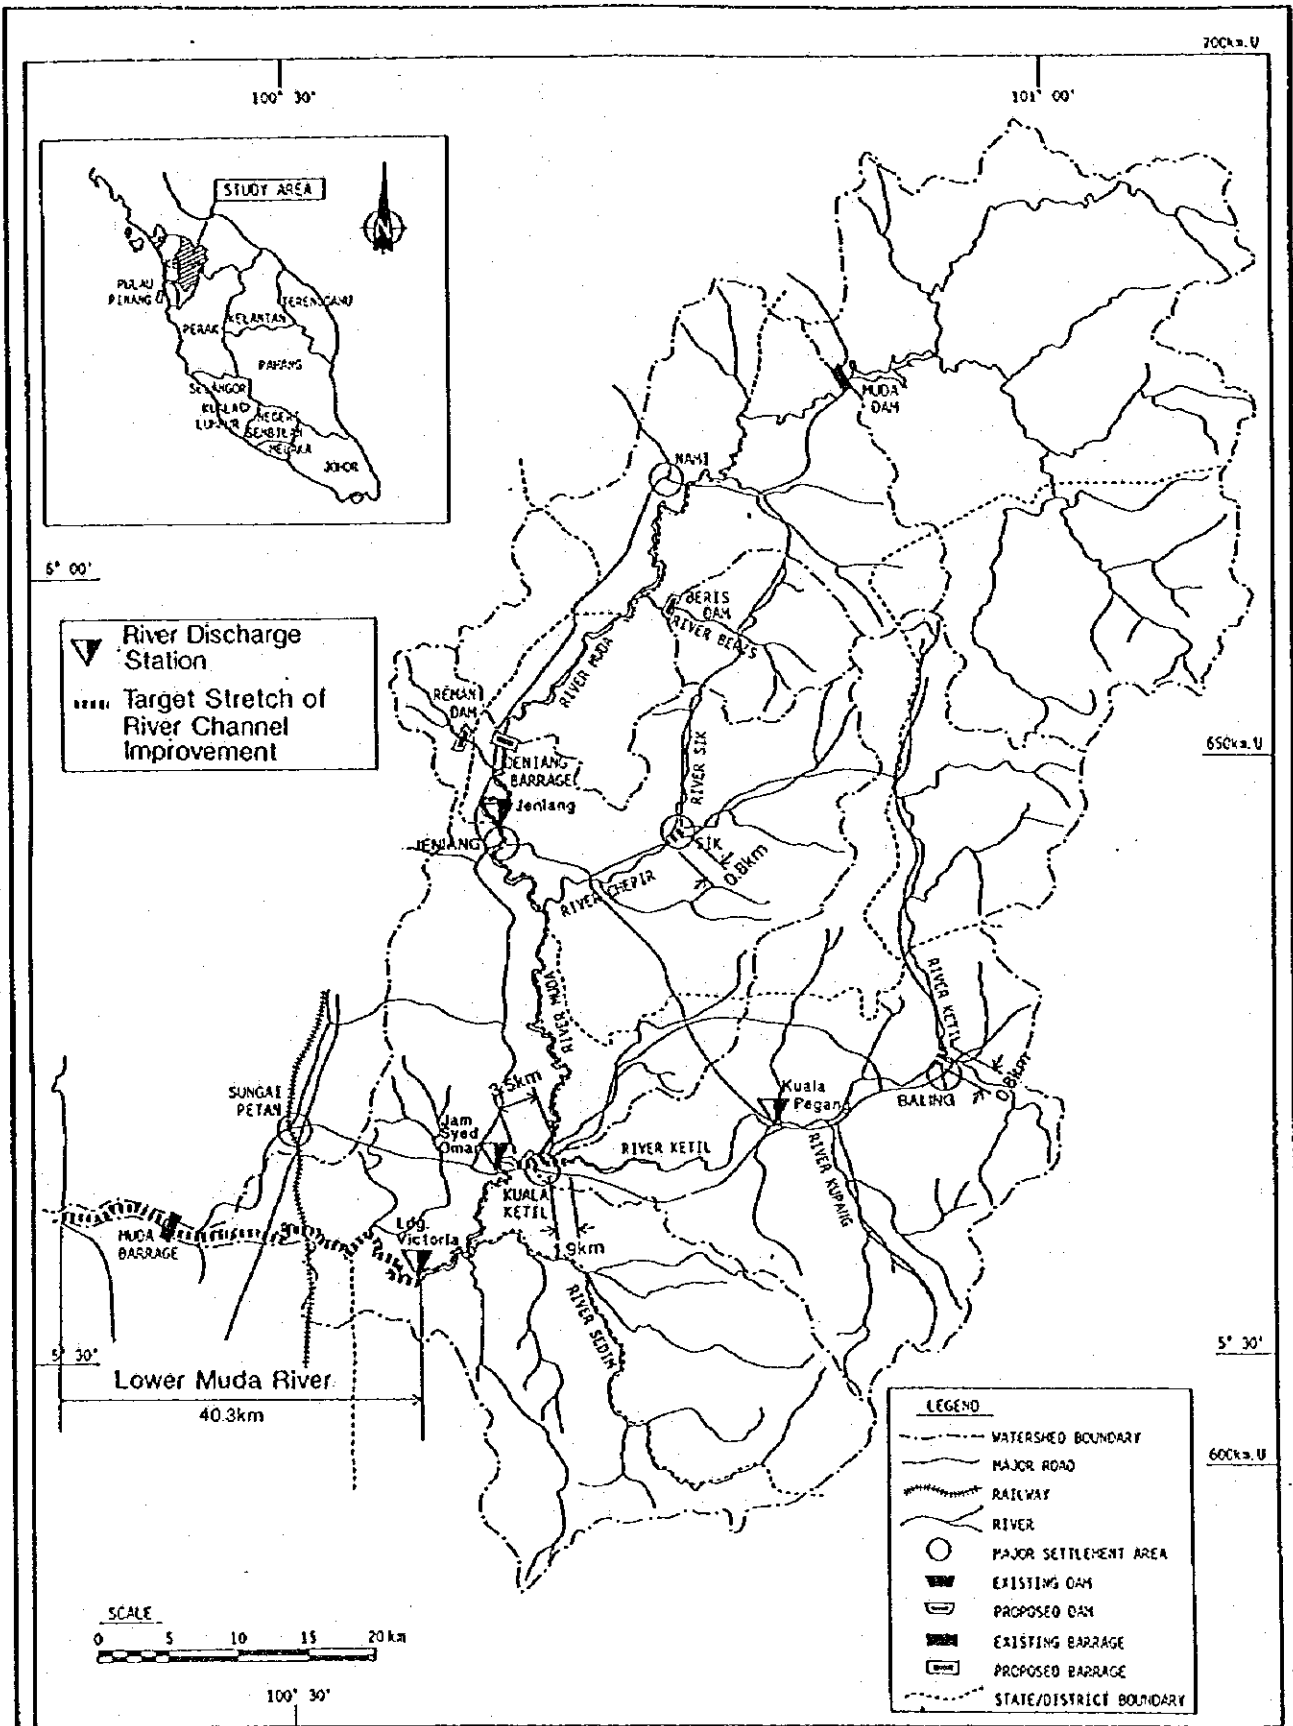 700km.N
100° 30'
101° 00'
STUDY AREA
N
PULAU
PINANG
PERAK
KELANTAN
TERENGGANU
PAHANG
SELANGOR
KUALA
LUMPUR
NEGERI
SEMBILAN
MELAKA
JOHOR
MUDA
DAM
NAMI
6° 00'
River Discharge
Station
Target Stretch of
River Channel
Improvement
BERIS
DAM
RIVER BERIS
RIVER MUDA
REMAN
DAM
JENIANG
BARRAGE
Jeniang
JENIANG
RIVER SIK
SIK
0.8km
RIVER CHEPIR
650km.N
RIVER MUDA
RIVER KETIL
0.8km
BALING
SUNGAI
PETANI
3.5km
Jam
Syed
Omar
Kuala
Pegang
RIVER KETIL
RIVER KUPANG
KUALA
KETIL
Ldg.
Victoria
MUDA
BARRAGE
1.9km
RIVER SEDIM
5° 30'
5° 30'
Lower Muda River
40.3km
LEGEND
WATERSHED BOUNDARY
MAJOR ROAD
RAILWAY
RIVER
MAJOR SETTLEMENT AREA
EXISTING DAM
PROPOSED DAM
EXISTING BARRAGE
PROPOSED BARRAGE
STATE/DISTRICT BOUNDARY
600km.N
SCALE
0 5 10 15 20 km
100° 30'